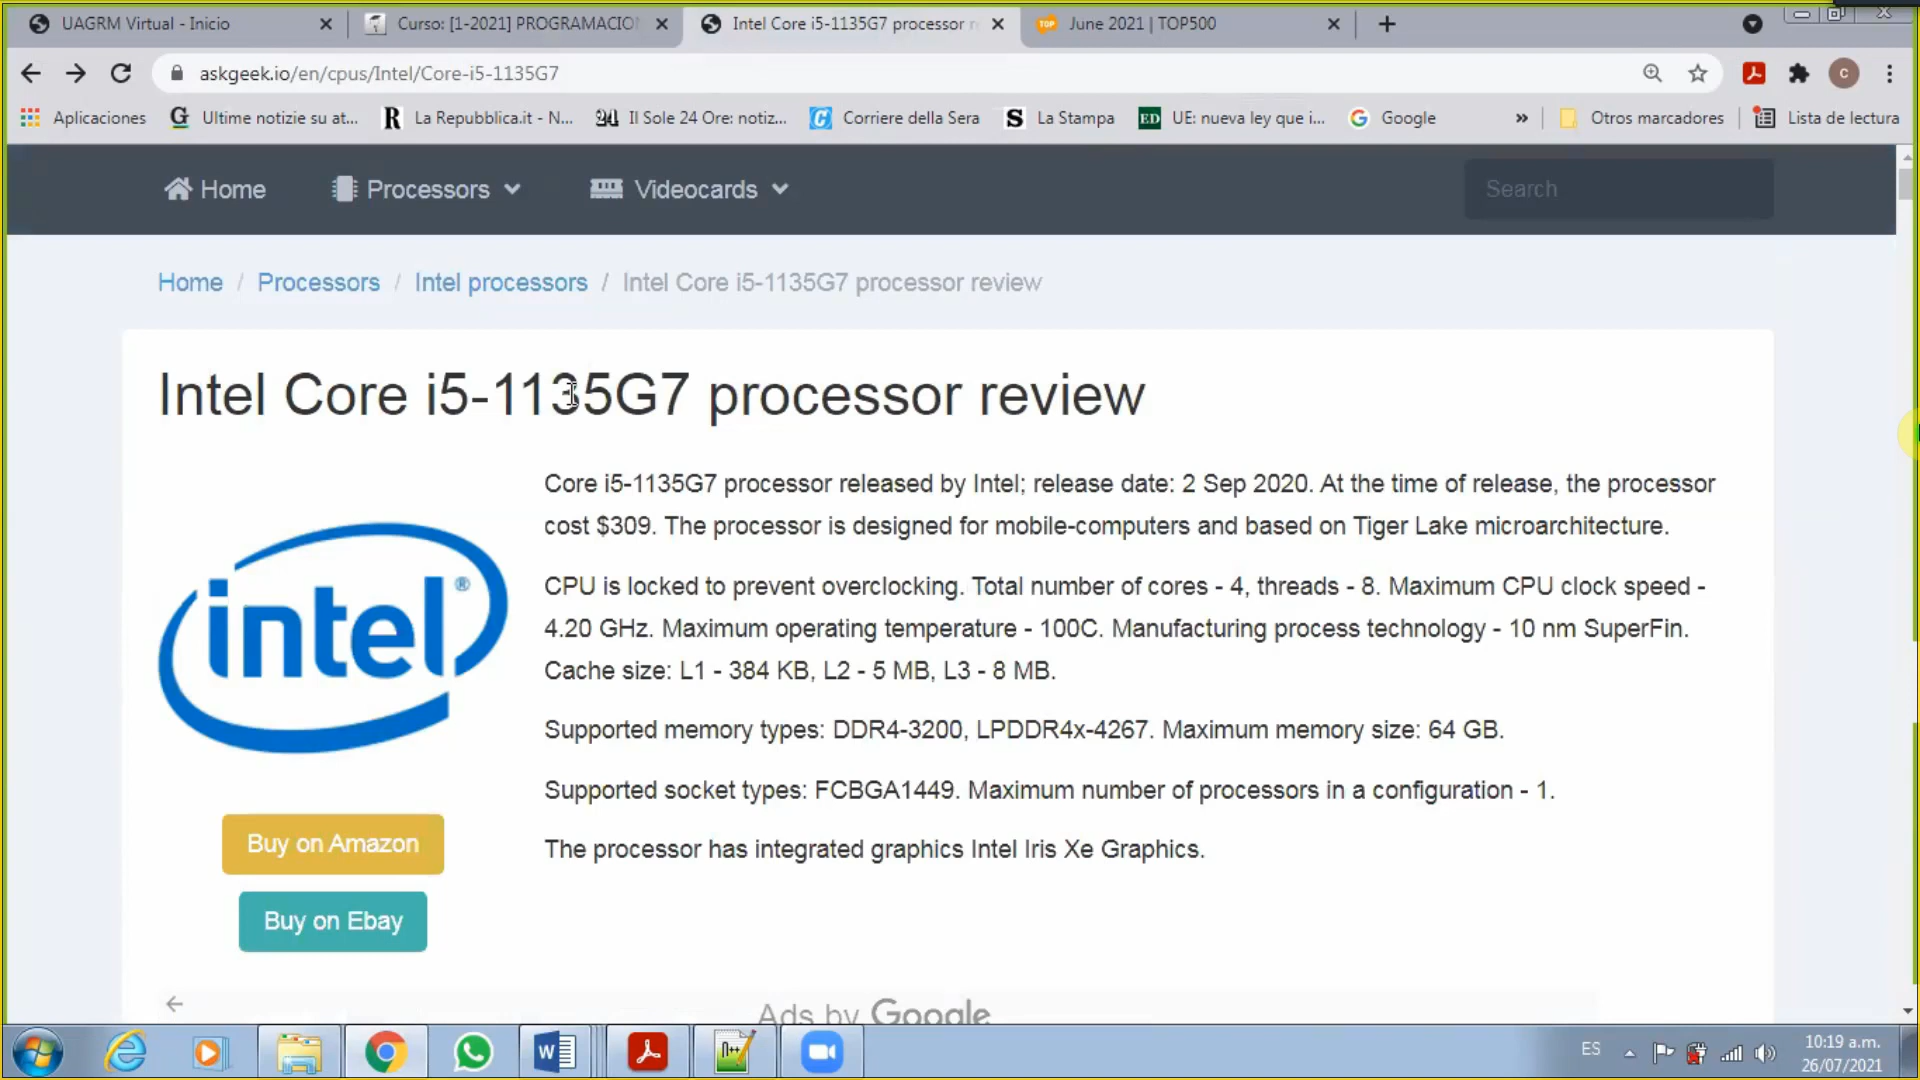 UAGRM Virtual - Inicio
Curso: [1-2021] PROGRAMACION
Intel Core i5-1135G7 processor r
June 2021 | TOP500
askgeek.io/en/cpus/Intel/Core-i5-1135G7
C
Aplicaciones
Ultime notizie su at...
La Repubblica.it - N...
Il Sole 24 Ore: notiz...
Corriere della Sera
La Stampa
UE: nueva ley que i...
Google
»
Otros marcadores
Lista de lectura
Home
Processors
Videocards
Search
Home / Processors / Intel processors / Intel Core i5-1135G7 processor review
Intel Core i5-1135G7 processor review
Core i5-1135G7 processor released by Intel; release date: 2 Sep 2020. At the time of release, the processor
cost $309. The processor is designed for mobile-computers and based on Tiger Lake microarchitecture.
CPU is locked to prevent overclocking. Total number of cores - 4, threads - 8. Maximum CPU clock speed -
4.20 GHz. Maximum operating temperature - 100C. Manufacturing process technology - 10 nm SuperFin.
Cache size: L1 - 384 KB, L2 - 5 MB, L3 - 8 MB.
Supported memory types: DDR4-3200, LPDDR4x-4267. Maximum memory size: 64 GB.
Supported socket types: FCBGA1449. Maximum number of processors in a configuration - 1.
The processor has integrated graphics Intel Iris Xe Graphics.
intel®
Buy on Amazon
Buy on Ebay
Ads by Google
ES
10:19 a.m.
26/07/2021